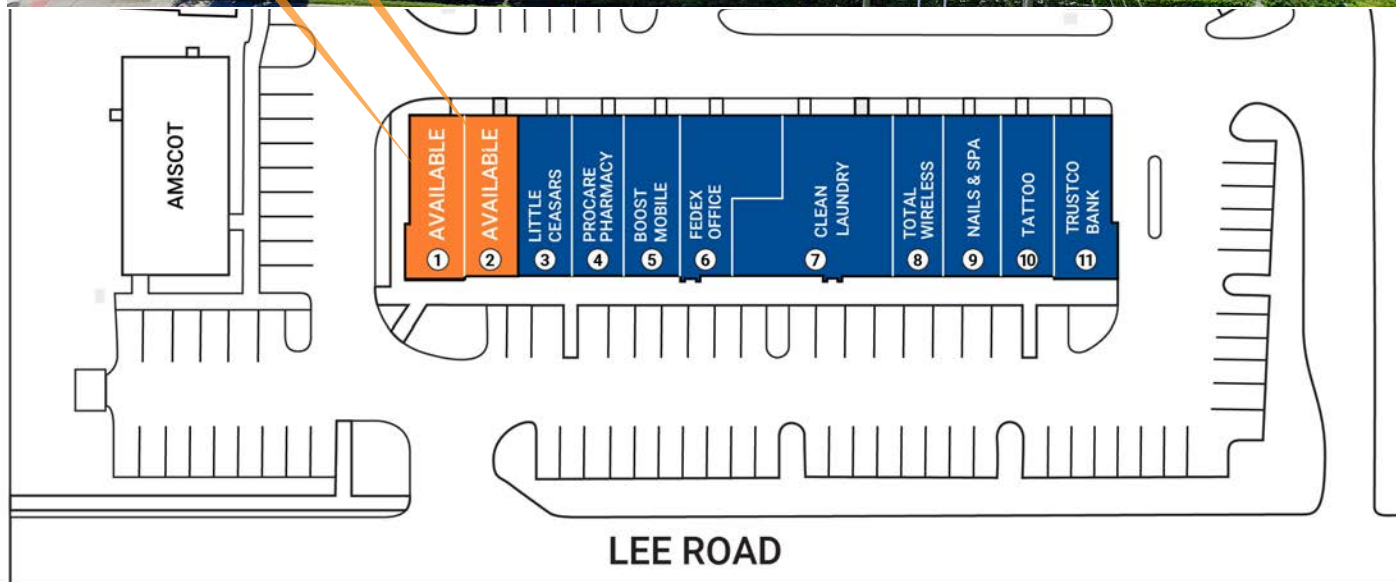 AMSCOT
AVAILABLE
1
AVAILABLE
2
LITTLE
CEASARS
3
PROCARE
PHARMACY
4
BOOST
MOBILE
5
FEDEX
OFFICE
6
CLEAN
LAUNDRY
7
TOTAL
WIRELESS
8
NAILS & SPA
9
TATTOO
10
TRUSTCO
BANK
11
LEE ROAD